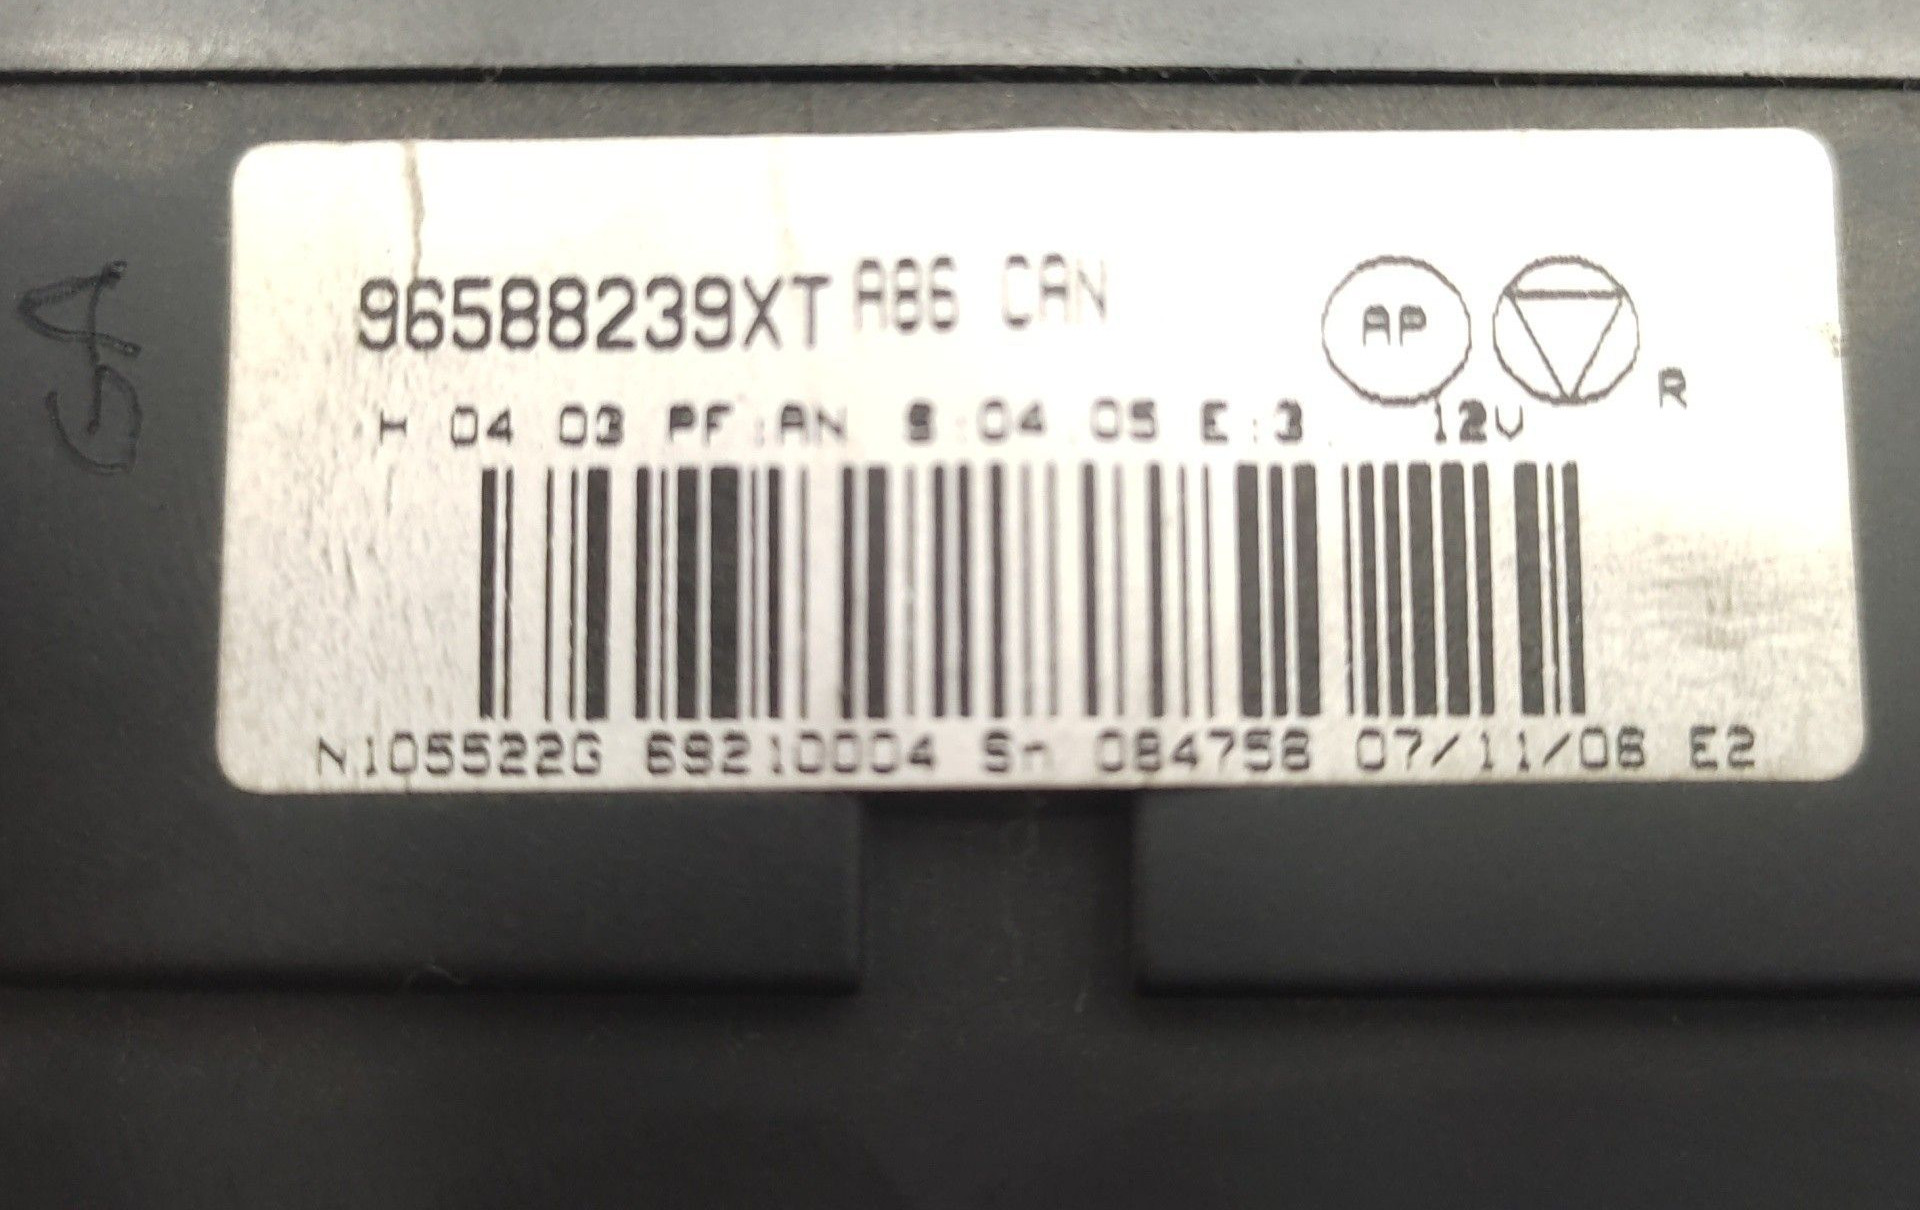 96588239XT A86 CAN
AP
R
H 04 03 PF:AN S:04.05 E:3. 12V
N105522G 69210004 Sn 084758 07/11/08 E2